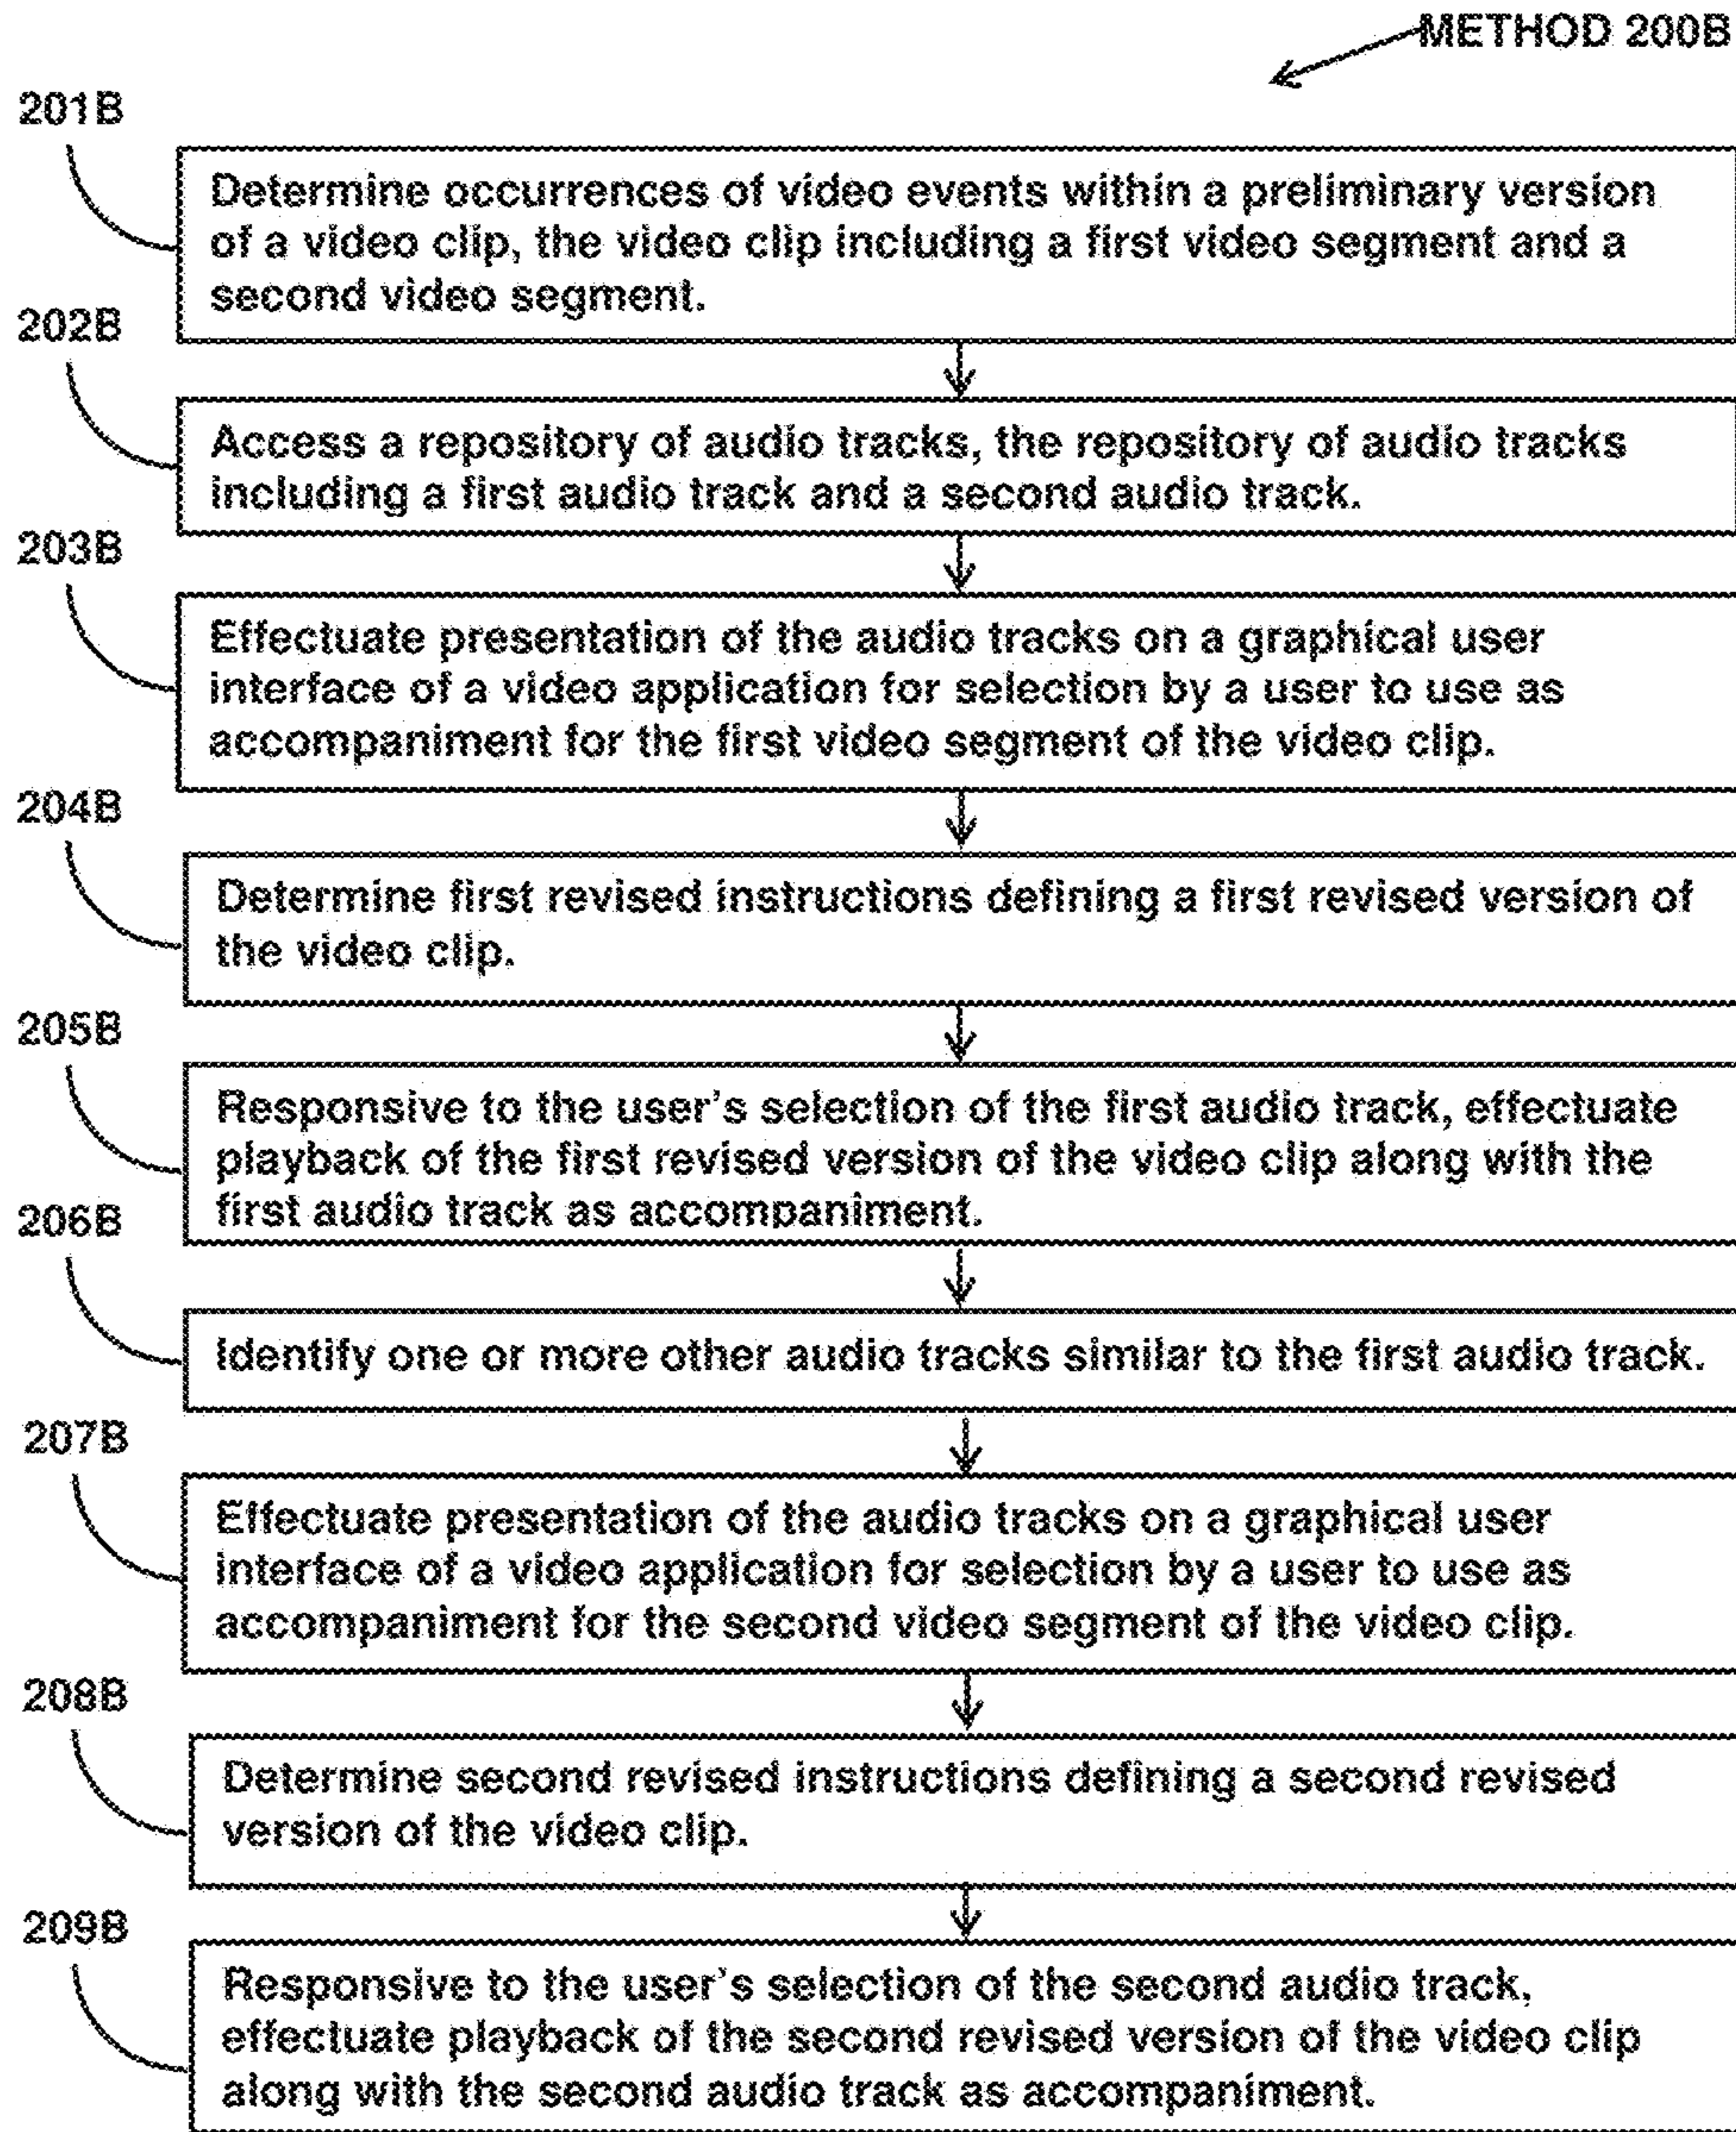 METHOD 200B
201B
Determine occurrences of video events within a preliminary version
of a video clip, the video clip including a first video segment and a
second video segment.
202B
Access a repository of audio tracks, the repository of audio tracks
including a first audio track and a second audio track.
203B
Effectuate presentation of the audio tracks on a graphical user
interface of a video application for selection by a user to use as
accompaniment for the first video segment of the video clip.
204B
Determine first revised instructions defining a first revised version of
the video clip.
205B
Responsive to the user's selection of the first audio track, effectuate
playback of the first revised version of the video clip along with the
first audio track as accompaniment.
206B
Identify one or more other audio tracks similar to the first audio track.
207B
Effectuate presentation of the audio tracks on a graphical user
interface of a video application for selection by a user to use as
accompaniment for the second video segment of the video clip.
208B
Determine second revised instructions defining a second revised
version of the video clip.
209B
Responsive to the user's selection of the second audio track,
effectuate playback of the second revised version of the video clip
along with the second audio track as accompaniment.